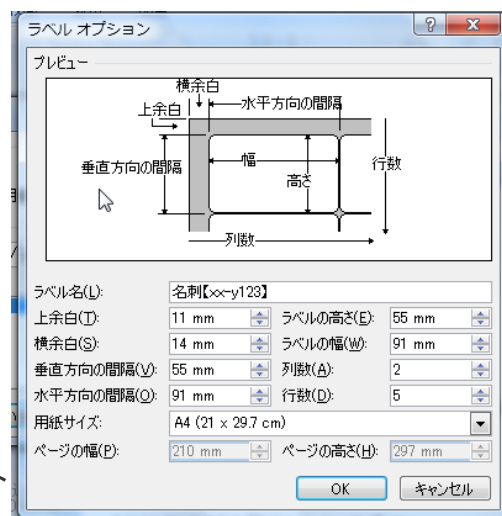 ラベル オプション
プレビュー
横余白
上余白
水平方向の間隔
垂直方向の間隔
幅
高さ
行数
列数
ラベル名(L): 名刺【xx-y123】
上余白(T): 11 mm ラベルの高さ(E): 55 mm
横余白(S): 14 mm ラベルの幅(W): 91 mm
垂直方向の間隔(V): 55 mm 列数(A): 2
水平方向の間隔(O): 91 mm 行数(D): 5
用紙サイズ: A4 (21 x 29.7 cm)
ページの幅(P): 210 mm ページの高さ(H): 297 mm
OK キャンセル